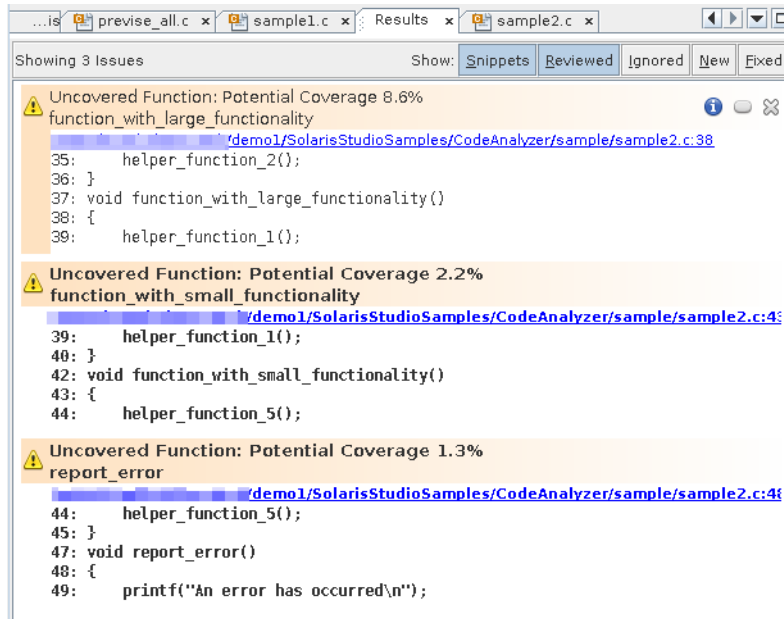 ...is previse_all.c x sample1.c x Results x sample2.c x
Showing 3 Issues Show: Snippets Reviewed Ignored New Fixed
Uncovered Function: Potential Coverage 8.6%
function_with_large_functionality
/demo1/SolarisStudioSamples/CodeAnalyzer/sample/sample2.c:38
35: helper_function_2();
36: }
37: void function_with_large_functionality()
38: {
39: helper_function_1();
Uncovered Function: Potential Coverage 2.2%
function_with_small_functionality
/demo1/SolarisStudioSamples/CodeAnalyzer/sample/sample2.c:43
39: helper_function_1();
40: }
42: void function_with_small_functionality()
43: {
44: helper_function_5();
Uncovered Function: Potential Coverage 1.3%
report_error
/demo1/SolarisStudioSamples/CodeAnalyzer/sample/sample2.c:48
44: helper_function_5();
45: }
47: void report_error()
48: {
49: printf("An error has occurred\n");